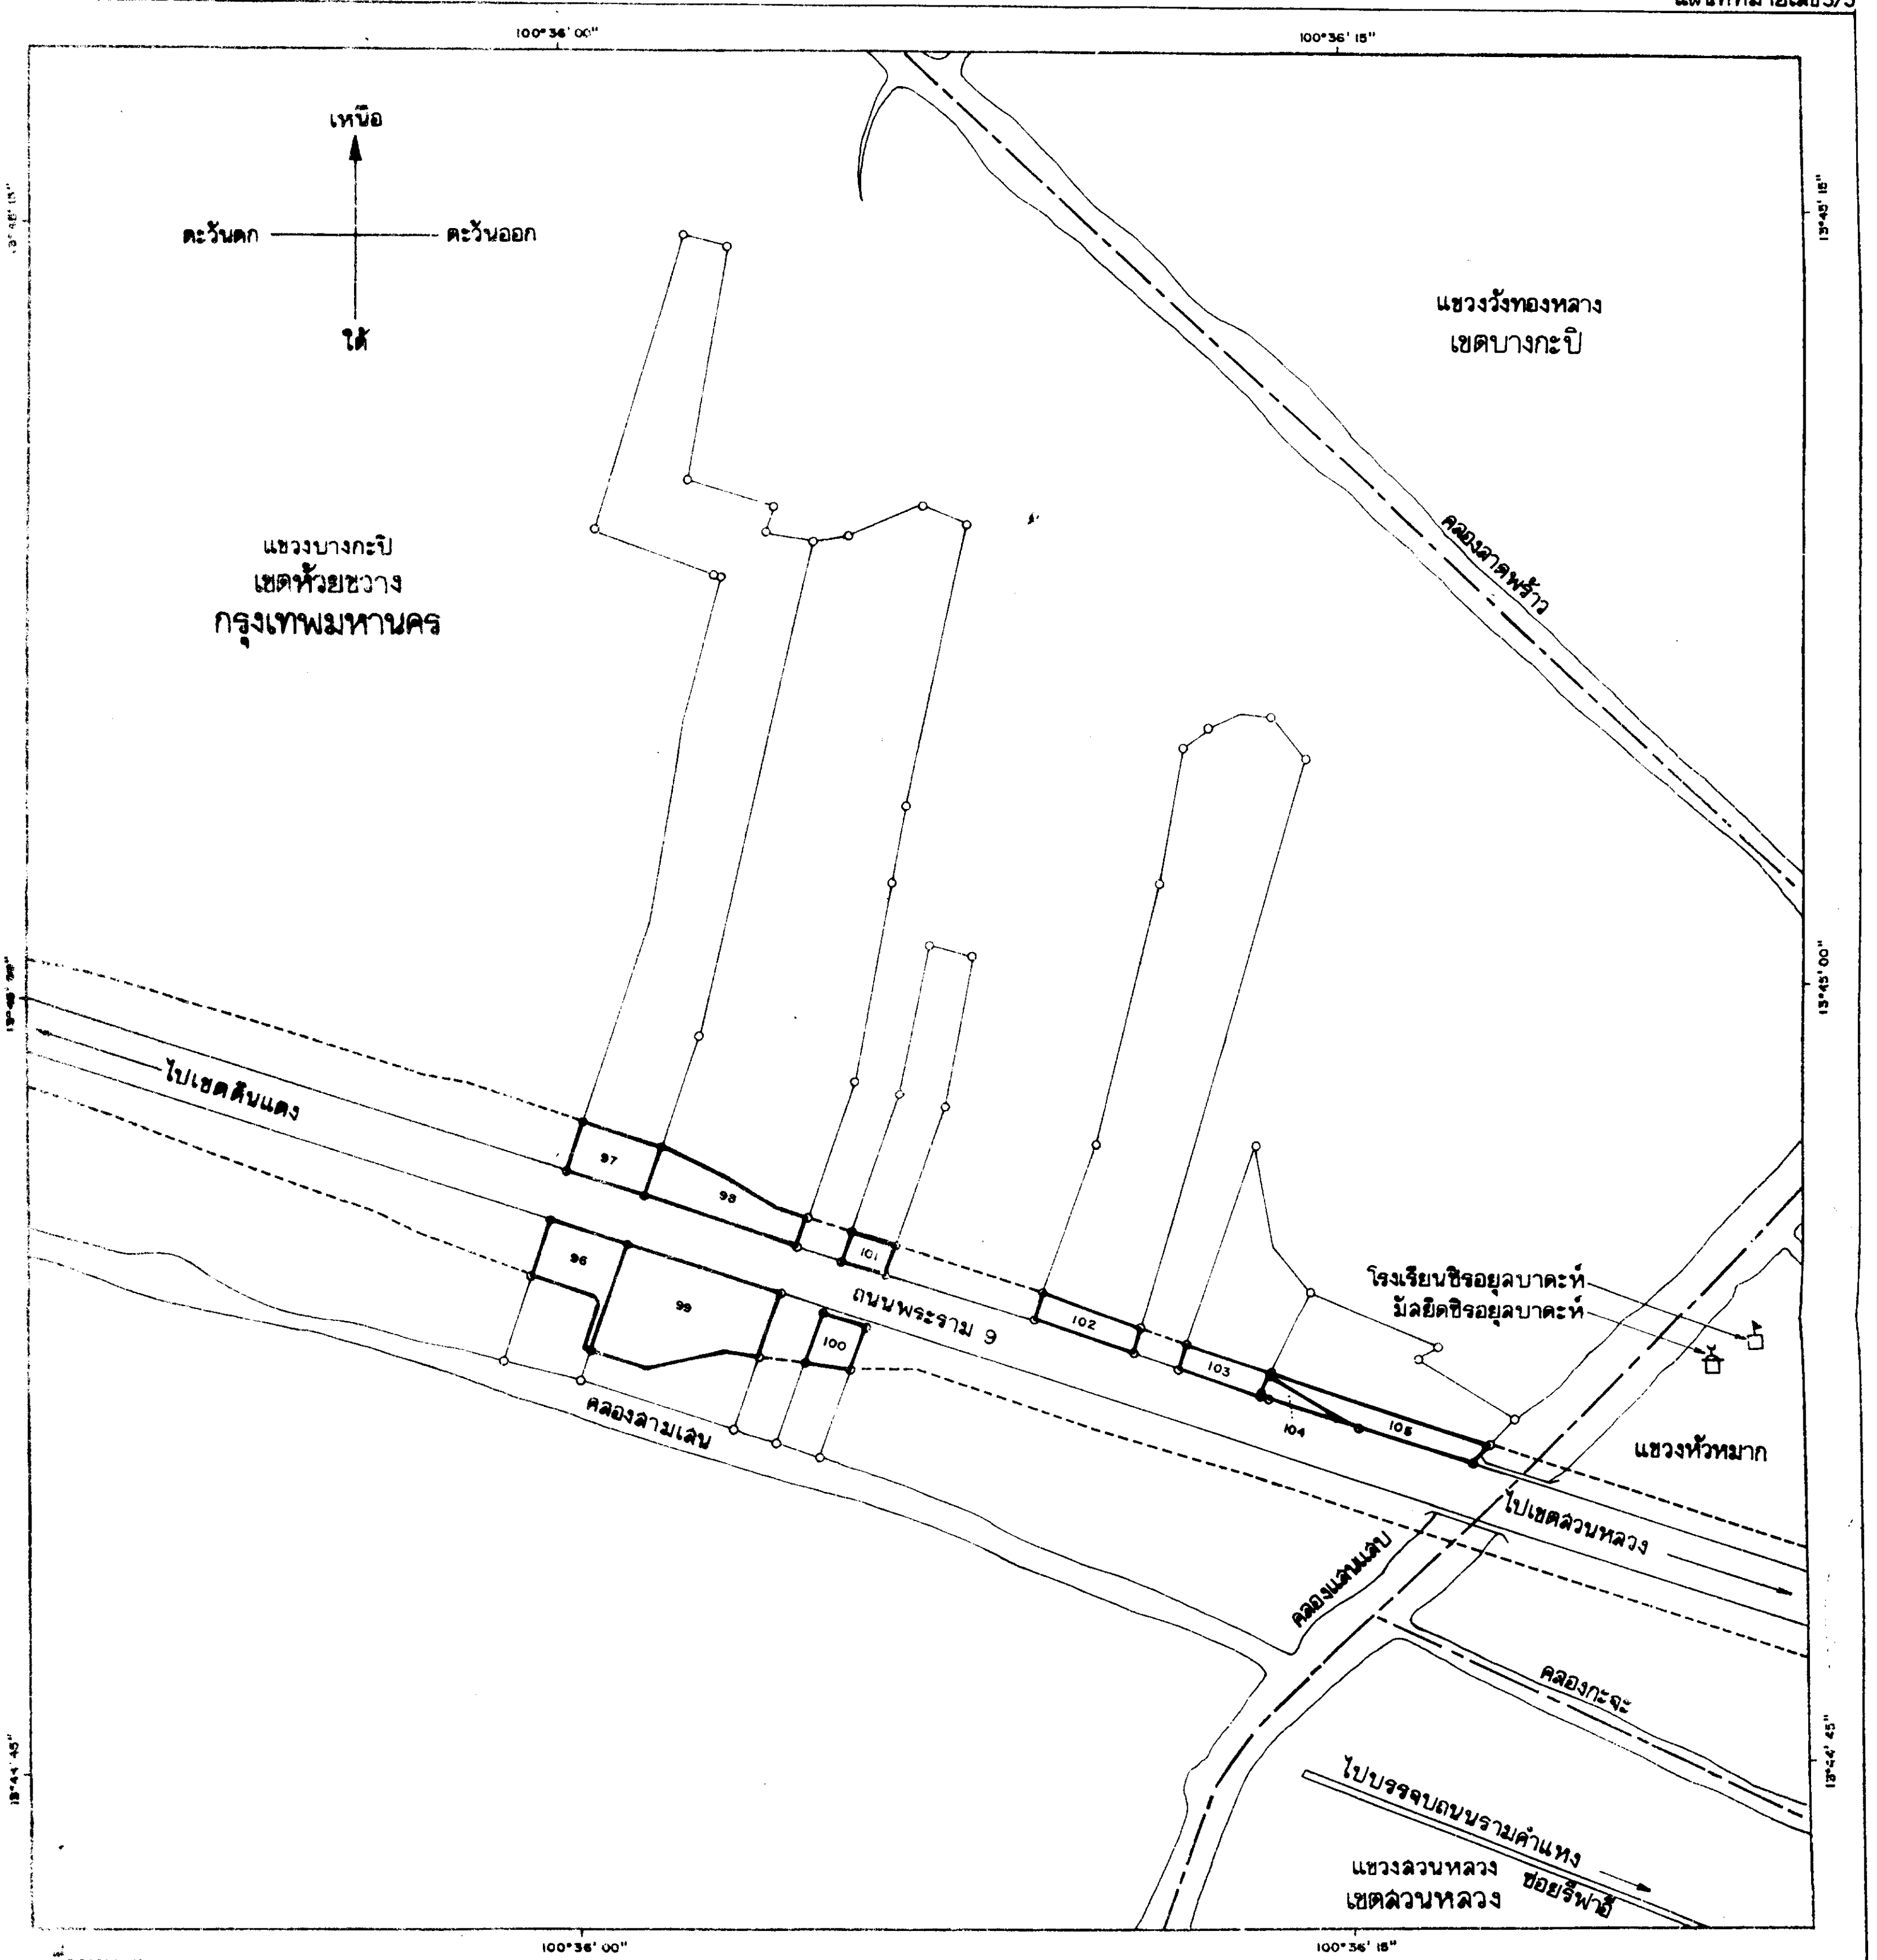 100°36' 00"
100°36' 15"
เหนือ
ตะวันตก
ตะวันออก
ใต้
13°45' 15"
แขวงวังทองหลาง
เขตบางกะปิ
แขวงบางกะปิ
เขตห้วยขวาง
กรุงเทพมหานคร
คลองลาดพร้าว
13°45' 00"
ไปเขตดินแดง
97
98
96
99
101
100
ถนนพระราม 9
102
103
104
105
โรงเรียนซิรอยุลบาดะห์
มัสยิดซิรอยุลบาดะห์
คลองสามเสน
แขวงหัวหมาก
ไปเขตสวนหลวง
คลองแสนแสบ
คลองกะจะ
13°44' 45"
13°44' 45"
ไปบรรจบถนนรามคำแหง
ซอยรีฟาอี
แขวงสวนหลวง
เขตสวนหลวง
100°36' 00"
100°36' 15"